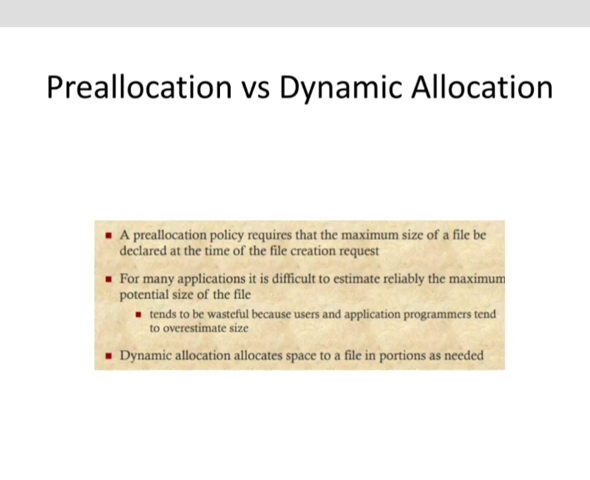 Preallocation vs Dynamic Allocation
▪ A preallocation policy requires that the maximum size of a file be
declared at the time of the file creation request
▪ For many applications it is difficult to estimate reliably the maximum
potential size of the file
▪ tends to be wasteful because users and application programmers tend
to overestimate size
▪ Dynamic allocation allocates space to a file in portions as needed